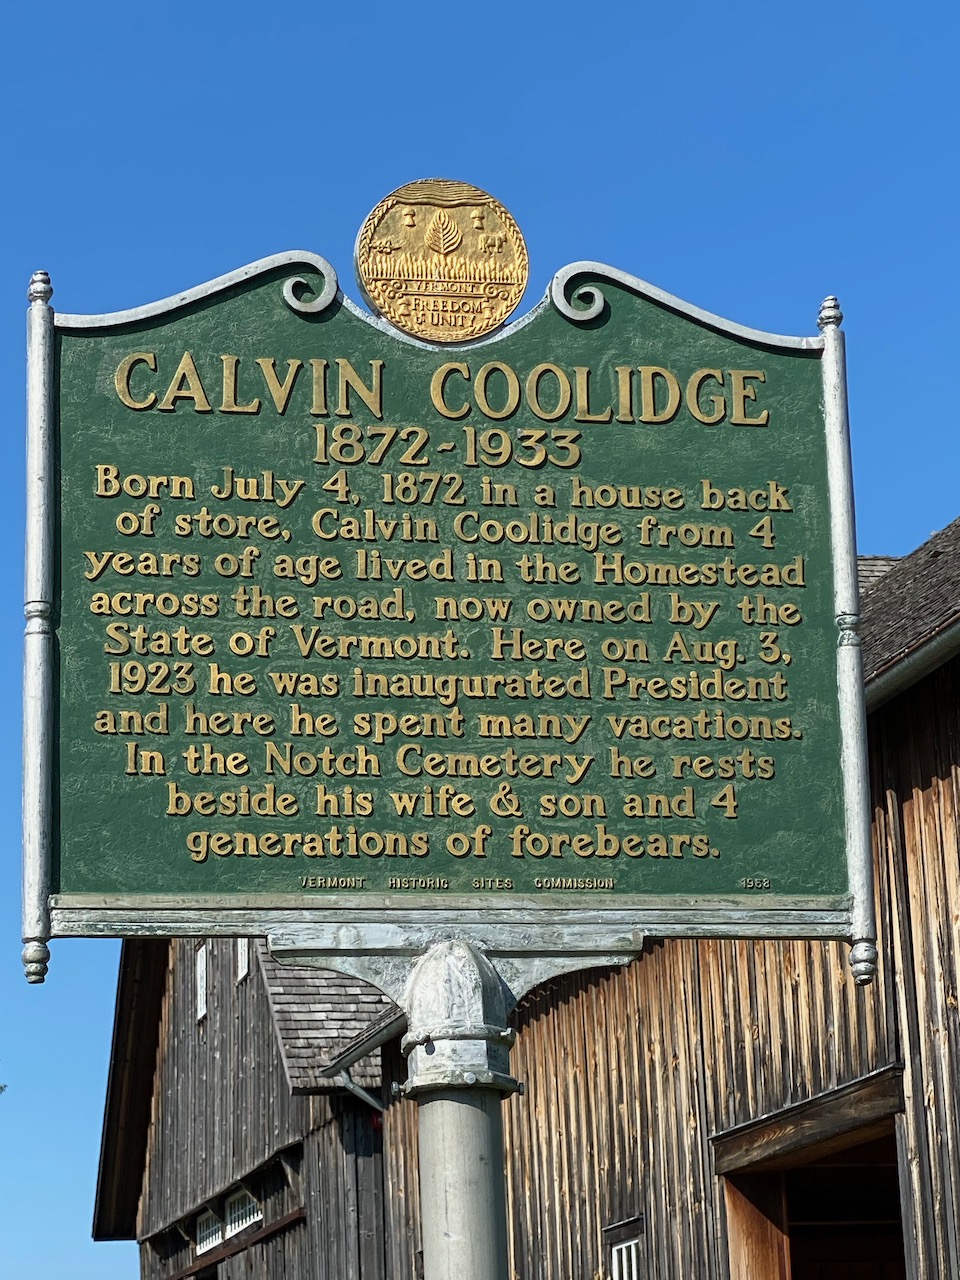 VERMONT
FREEDOM
& UNITY
CALVIN COOLIDGE
1872-1933
Born July 4, 1872 in a house back
of store, Calvin Coolidge from 4
years of age lived in the Homestead
across the road, now owned by the
State of Vermont. Here on Aug. 3,
1923 he was inaugurated President
and here he spent many vacations.
In the Notch Cemetery he rests
beside his wife & son and 4
generations of forebears.
VERMONT HISTORIC SITES COMMISSION 1958